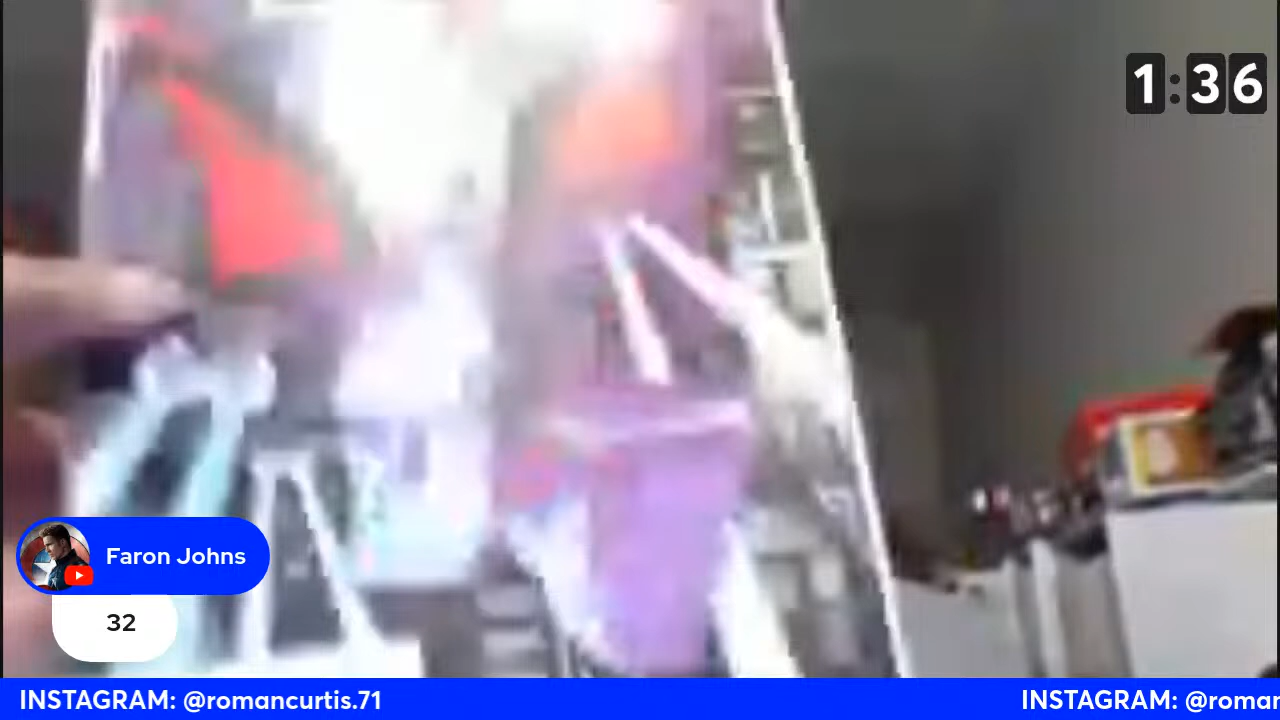 1:36
Faron Johns
32
INSTAGRAM: @romancurtis.71
INSTAGRAM: @roman